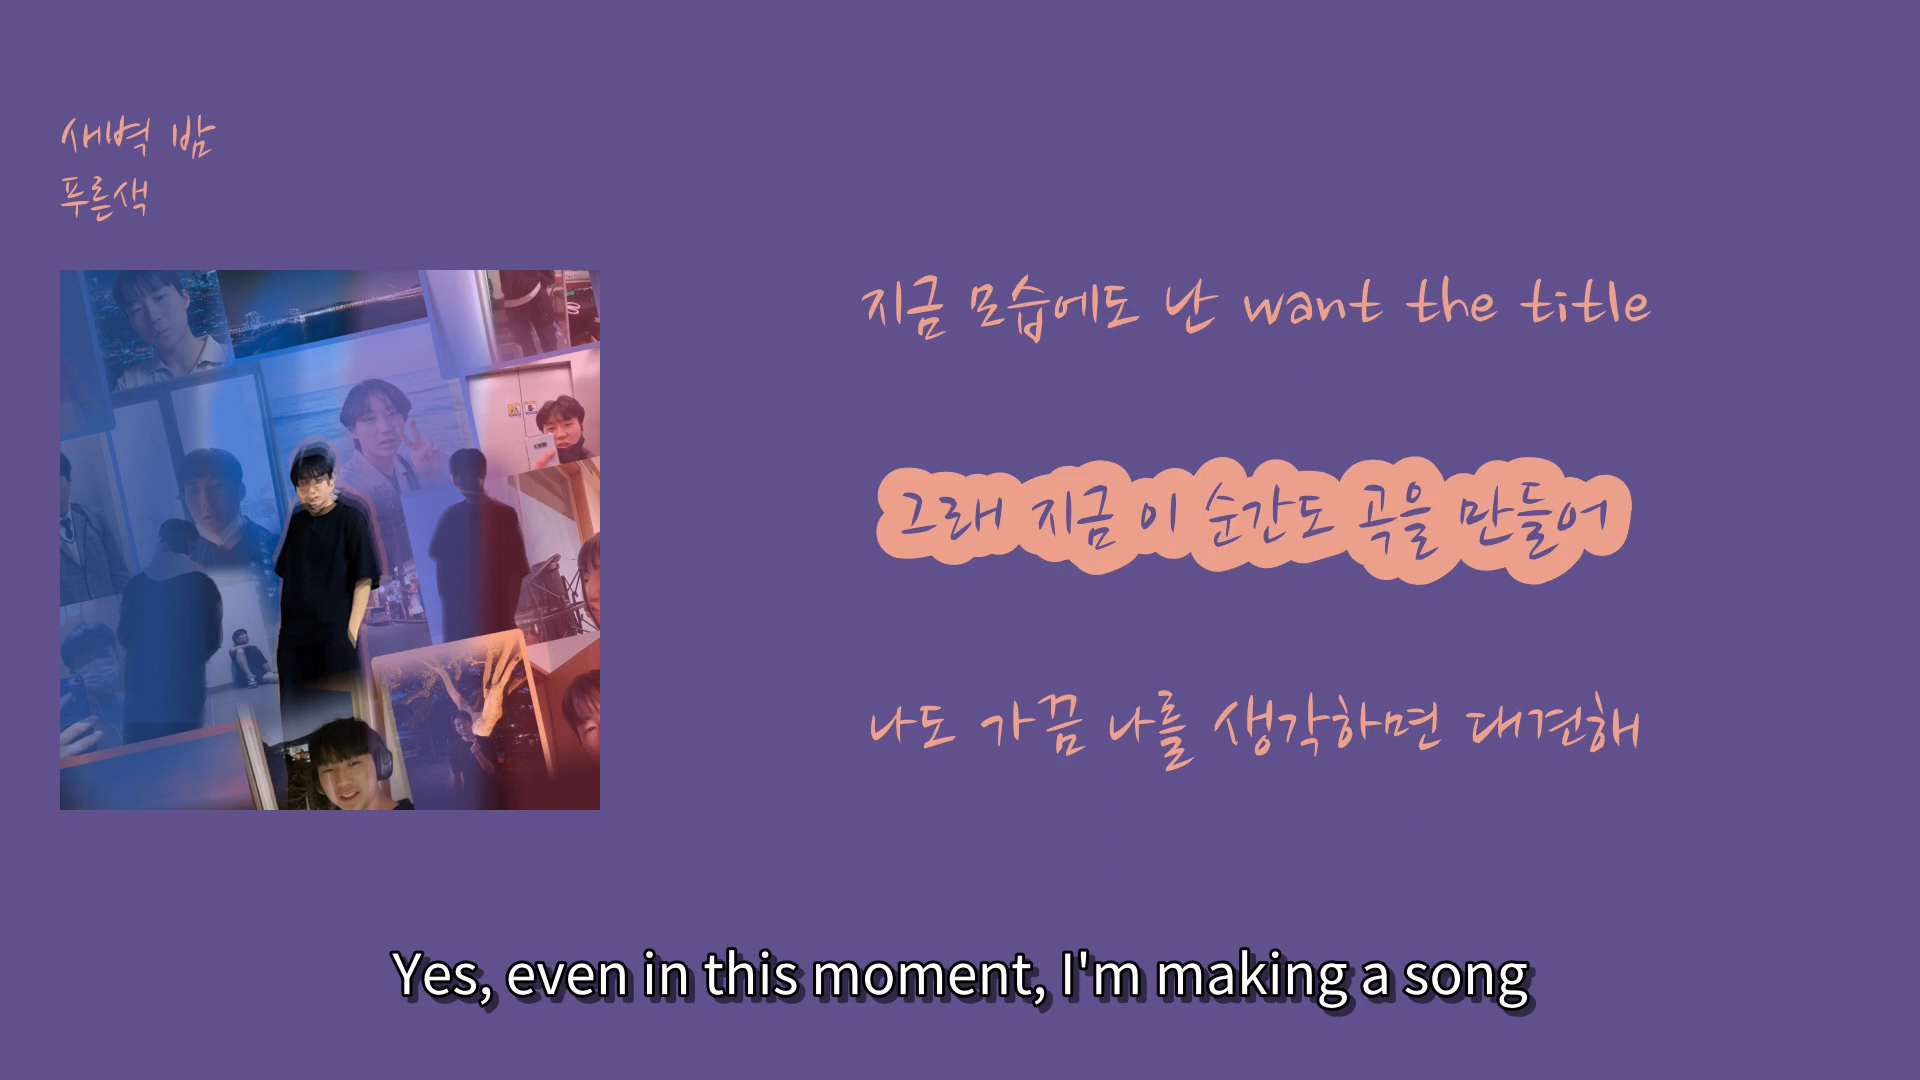 새벽 밤
푸른색
지금 모습에도 난 want the title
그래 지금 이 순간도 곡을 만들어
나도 가끔 나를 생각하면 대견해
Yes, even in this moment, I'm making a song